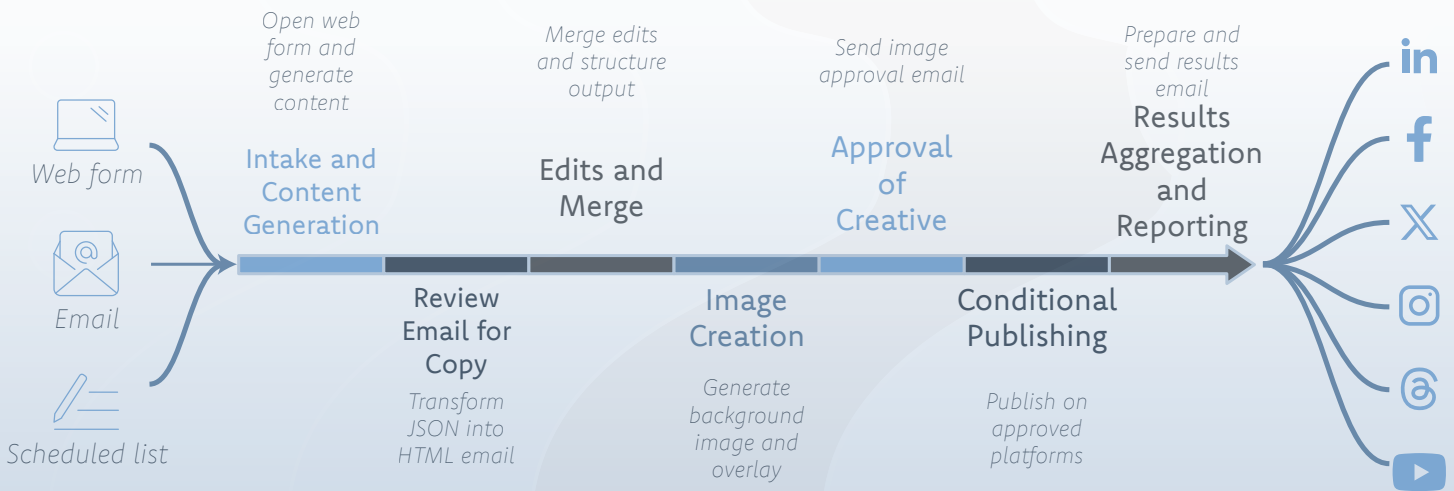 Web form
@
Email
Scheduled list
Open web
form and
generate
content
Intake and
Content
Generation
Review
Email for
Copy
Transform
JSON into
HTML email
Merge edits
and structure
output
Edits and
Merge
Image
Creation
Generate
background
image and
overlay
Send image
approval email
Approval
of
Creative
Conditional
Publishing
Publish on
approved
platforms
Prepare and
send results
email
Results
Aggregation
and
Reporting
in
f
X